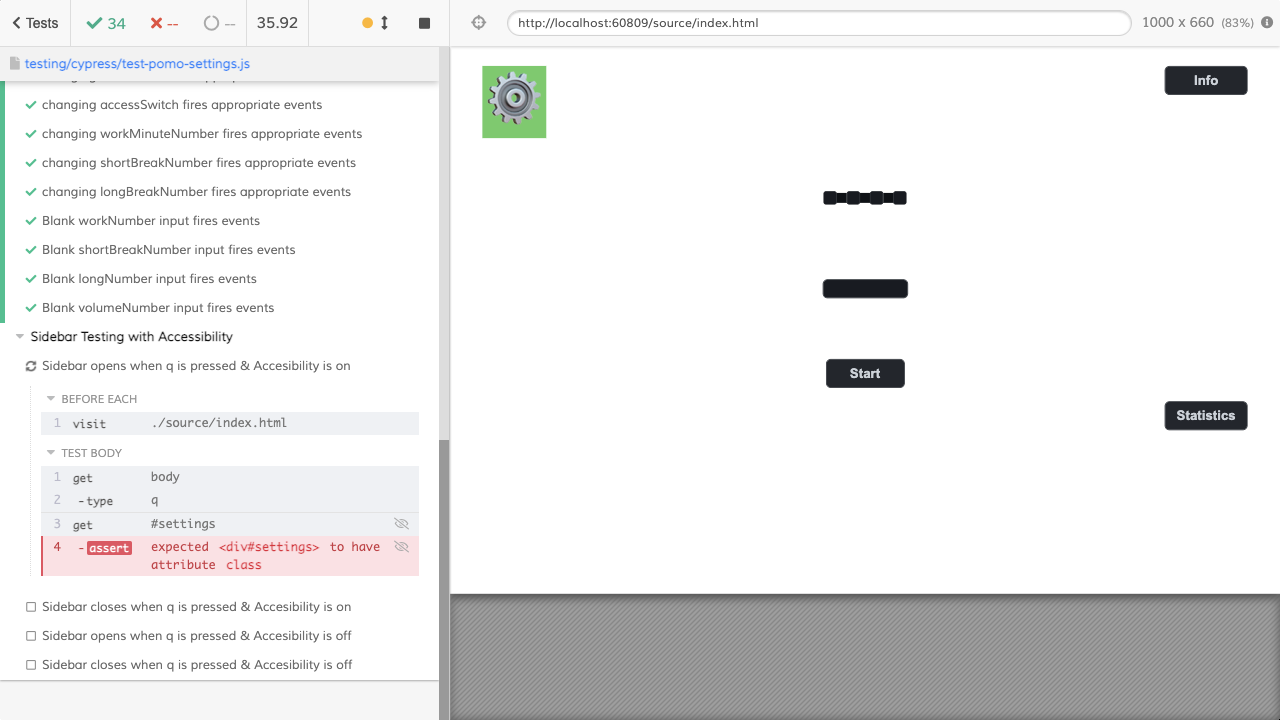 Tests
34
--
--
35.92
http://localhost:60809/source/index.html
1000 x 660 (83%)
testing/cypress/test-pomo-settings.js
changing accessSwitch fires appropriate events
changing workMinuteNumber fires appropriate events
changing shortBreakNumber fires appropriate events
changing longBreakNumber fires appropriate events
Blank workNumber input fires events
Blank shortBreakNumber input fires events
Blank longNumber input fires events
Blank volumeNumber input fires events
Sidebar Testing with Accessibility
Sidebar opens when q is pressed & Accesibility is on
BEFORE EACH
1 visit ./source/index.html
TEST BODY
1 get body
2 -type q
3 get #settings
4 -assert expected <div#settings> to have
attribute class
Sidebar closes when q is pressed & Accesibility is on
Sidebar opens when q is pressed & Accesibility is off
Sidebar closes when q is pressed & Accesibility is off
Info
Start
Statistics